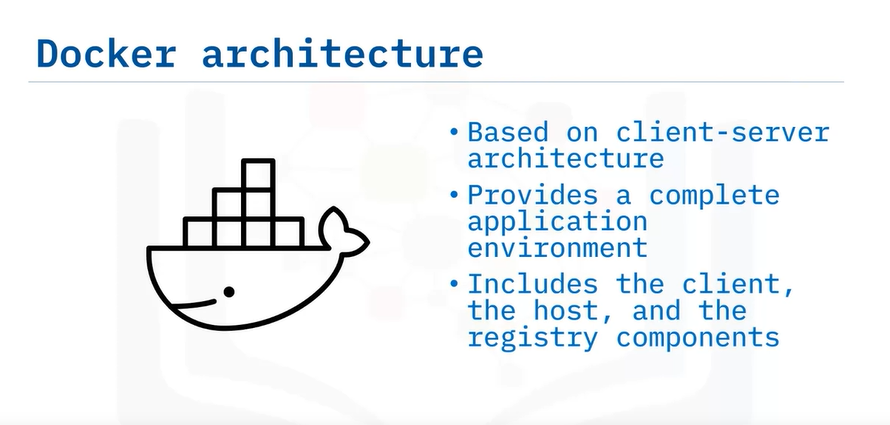 Docker architecture
• Based on client-server
architecture
• Provides a complete
application
environment
• Includes the client,
the host, and the
registry components